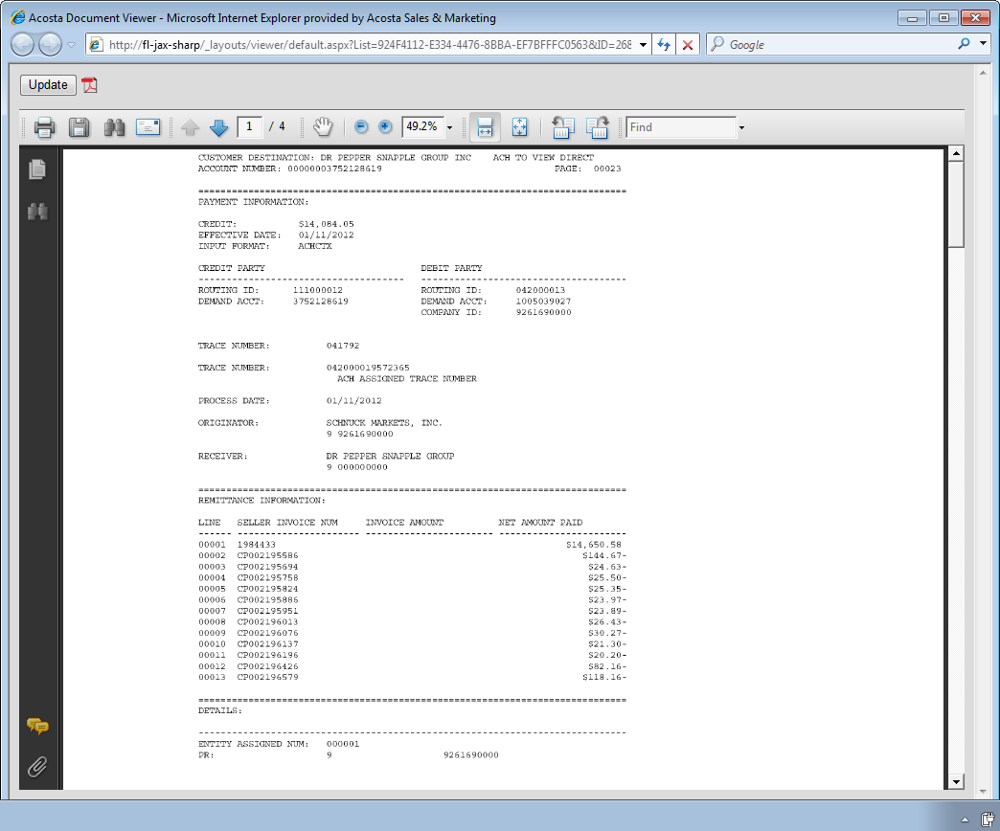 Acosta Document Viewer - Microsoft Internet Explorer provided by Acosta Sales & Marketing
http://fl-jax-sharp/_layouts/viewer/default.aspx?List=924F4112-E334-4476-8BBA-EF7BFFFC0563&ID=268
Google
Update
1 / 4
49.2%
Find
CUSTOMER DESTINATION: DR PEPPER SNAPPLE GROUP INC ACH TO VIEW DIRECT
ACCOUNT NUMBER: 00000003752128619 PAGE: 00023
PAYMENT INFORMATION:
CREDIT: $14,084.05
EFFECTIVE DATE: 01/11/2012
INPUT FORMAT: ACHCTX
CREDIT PARTY DEBIT PARTY
ROUTING ID: 111000012 ROUTING ID: 042000013
DEMAND ACCT: 3752128619 DEMAND ACCT: 1005039027
COMPANY ID: 9261690000
TRACE NUMBER: 041792
TRACE NUMBER: 042000019572365
ACH ASSIGNED TRACE NUMBER
PROCESS DATE: 01/11/2012
ORIGINATOR: SCHNUCK MARKETS, INC.
9 9261690000
RECEIVER: DR PEPPER SNAPPLE GROUP
9 000000000
REMITTANCE INFORMATION:
LINE SELLER INVOICE NUM INVOICE AMOUNT NET AMOUNT PAID
00001 1984433 $14,650.58
00002 CP002195586 $144.67-
00003 CP002195694 $24.63-
00004 CP002195758 $25.50-
00005 CP002195824 $25.35-
00006 CP002195886 $23.97-
00007 CP002195951 $23.89-
00008 CP002196013 $26.43-
00009 CP002196076 $30.27-
00010 CP002196137 $21.30-
00011 CP002196196 $20.20-
00012 CP002196426 $82.16-
00013 CP002196579 $118.16-
DETAILS:
ENTITY ASSIGNED NUM: 000001
PR: 9 9261690000